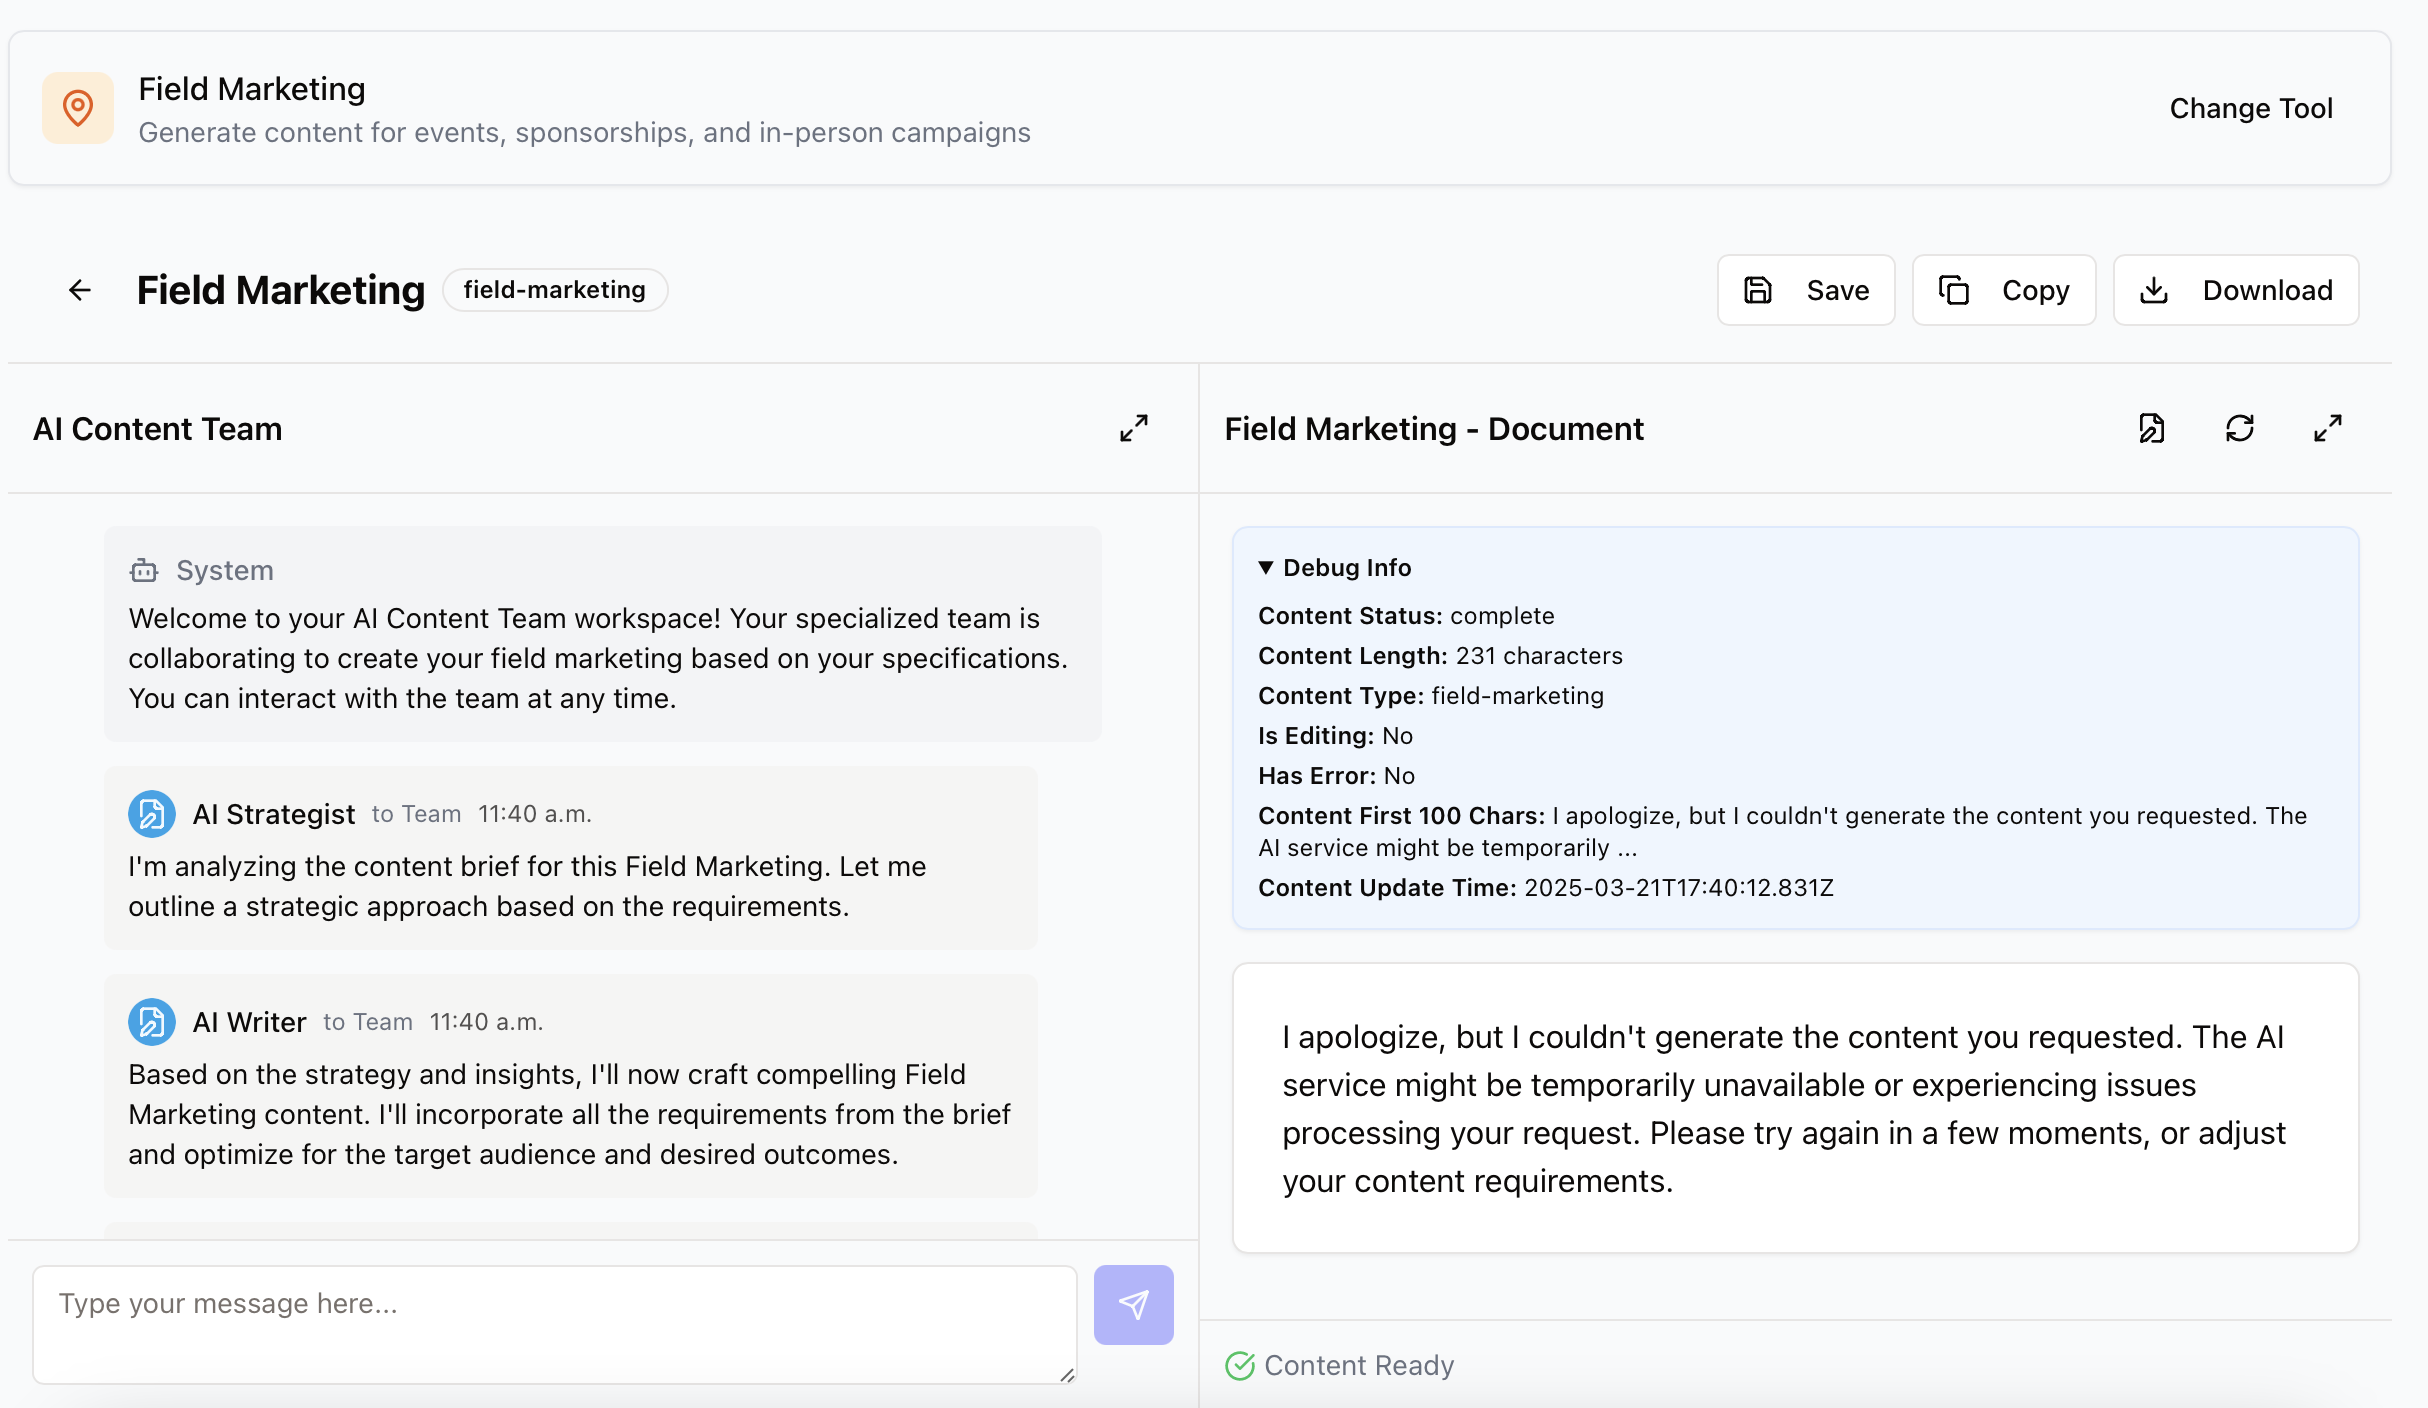 Field Marketing
Generate content for events, sponsorships, and in-person campaigns
Change Tool
Field Marketing
field-marketing
Save
Copy
Download
AI Content Team
System
Welcome to your AI Content Team workspace! Your specialized team is
collaborating to create your field marketing based on your specifications.
You can interact with the team at any time.
AI Strategist to Team 11:40 a.m.
I'm analyzing the content brief for this Field Marketing. Let me
outline a strategic approach based on the requirements.
AI Writer to Team 11:40 a.m.
Based on the strategy and insights, I'll now craft compelling Field
Marketing content. I'll incorporate all the requirements from the brief
and optimize for the target audience and desired outcomes.
Type your message here...
Field Marketing - Document
▼ Debug Info
Content Status: complete
Content Length: 231 characters
Content Type: field-marketing
Is Editing: No
Has Error: No
Content First 100 Chars: I apologize, but I couldn't generate the content you requested. The
AI service might be temporarily ...
Content Update Time: 2025-03-21T17:40:12.831Z
I apologize, but I couldn't generate the content you requested. The AI
service might be temporarily unavailable or experiencing issues
processing your request. Please try again in a few moments, or adjust
your content requirements.
Content Ready